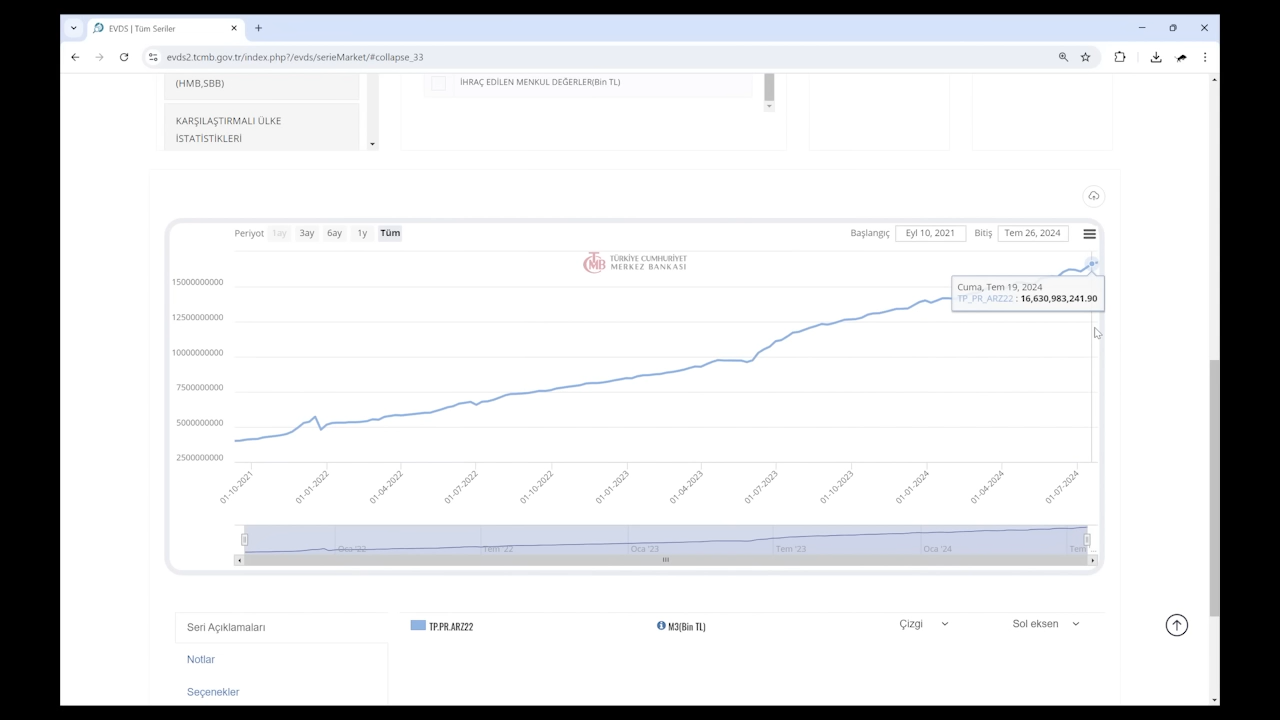 EVDS | Tüm Seriler
evds2.tcmb.gov.tr/index.php?/evds/serieMarket/#collapse_33
(HMB,SBB)
İHRAÇ EDİLEN MENKUL DEĞERLER(Bin TL)
KARŞILAŞTIRMALI ÜLKE
İSTATİSTİKLERİ
Periyot 1ay 3ay 6ay 1y Tüm
Başlangıç Eyl 10, 2021 Bitiş Tem 26, 2024
TCMB TÜRKİYE CUMHURİYET
MERKEZ BANKASI
15000000000
12500000000
10000000000
7500000000
5000000000
2500000000
Cuma, Tem 19, 2024
TP_PR_ARZ22 : 16,630,983,241.90
01-10-2021
01-01-2022
01-04-2022
01-07-2022
01-10-2022
01-01-2023
01-04-2023
01-07-2023
01-10-2023
01-01-2024
01-04-2024
01-07-2024
Oca '22
Tem '22
Oca '23
Tem '23
Oca '24
Tem ...
Seri Açıklamaları
TP.PR.ARZ22
M3(Bin TL)
Çizgi
Sol eksen
Notlar
Seçenekler